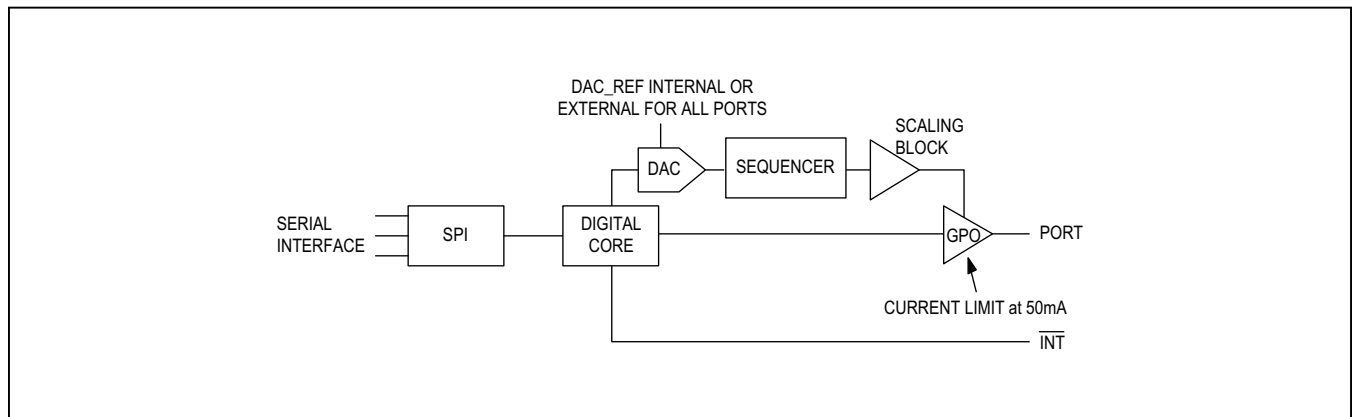 DAC_REF INTERNAL OR
EXTERNAL FOR ALL PORTS
SCALING
BLOCK
DAC
SEQUENCER
SERIAL
INTERFACE
SPI
DIGITAL
CORE
GPO
PORT
CURRENT LIMIT at 50mA
INT